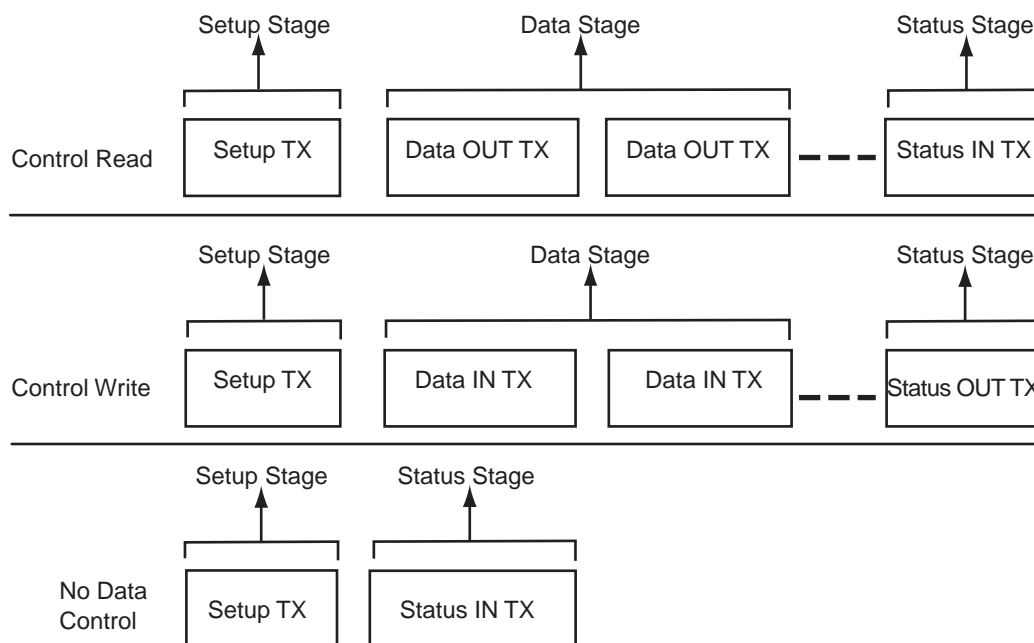 Setup Stage Data Stage Status Stage
Control Read Setup TX Data OUT TX Data OUT TX Status IN TX
Setup Stage Data Stage Status Stage
Control Write Setup TX Data IN TX Data IN TX Status OUT TX
Setup Stage Status Stage
No Data
Control Setup TX Status IN TX